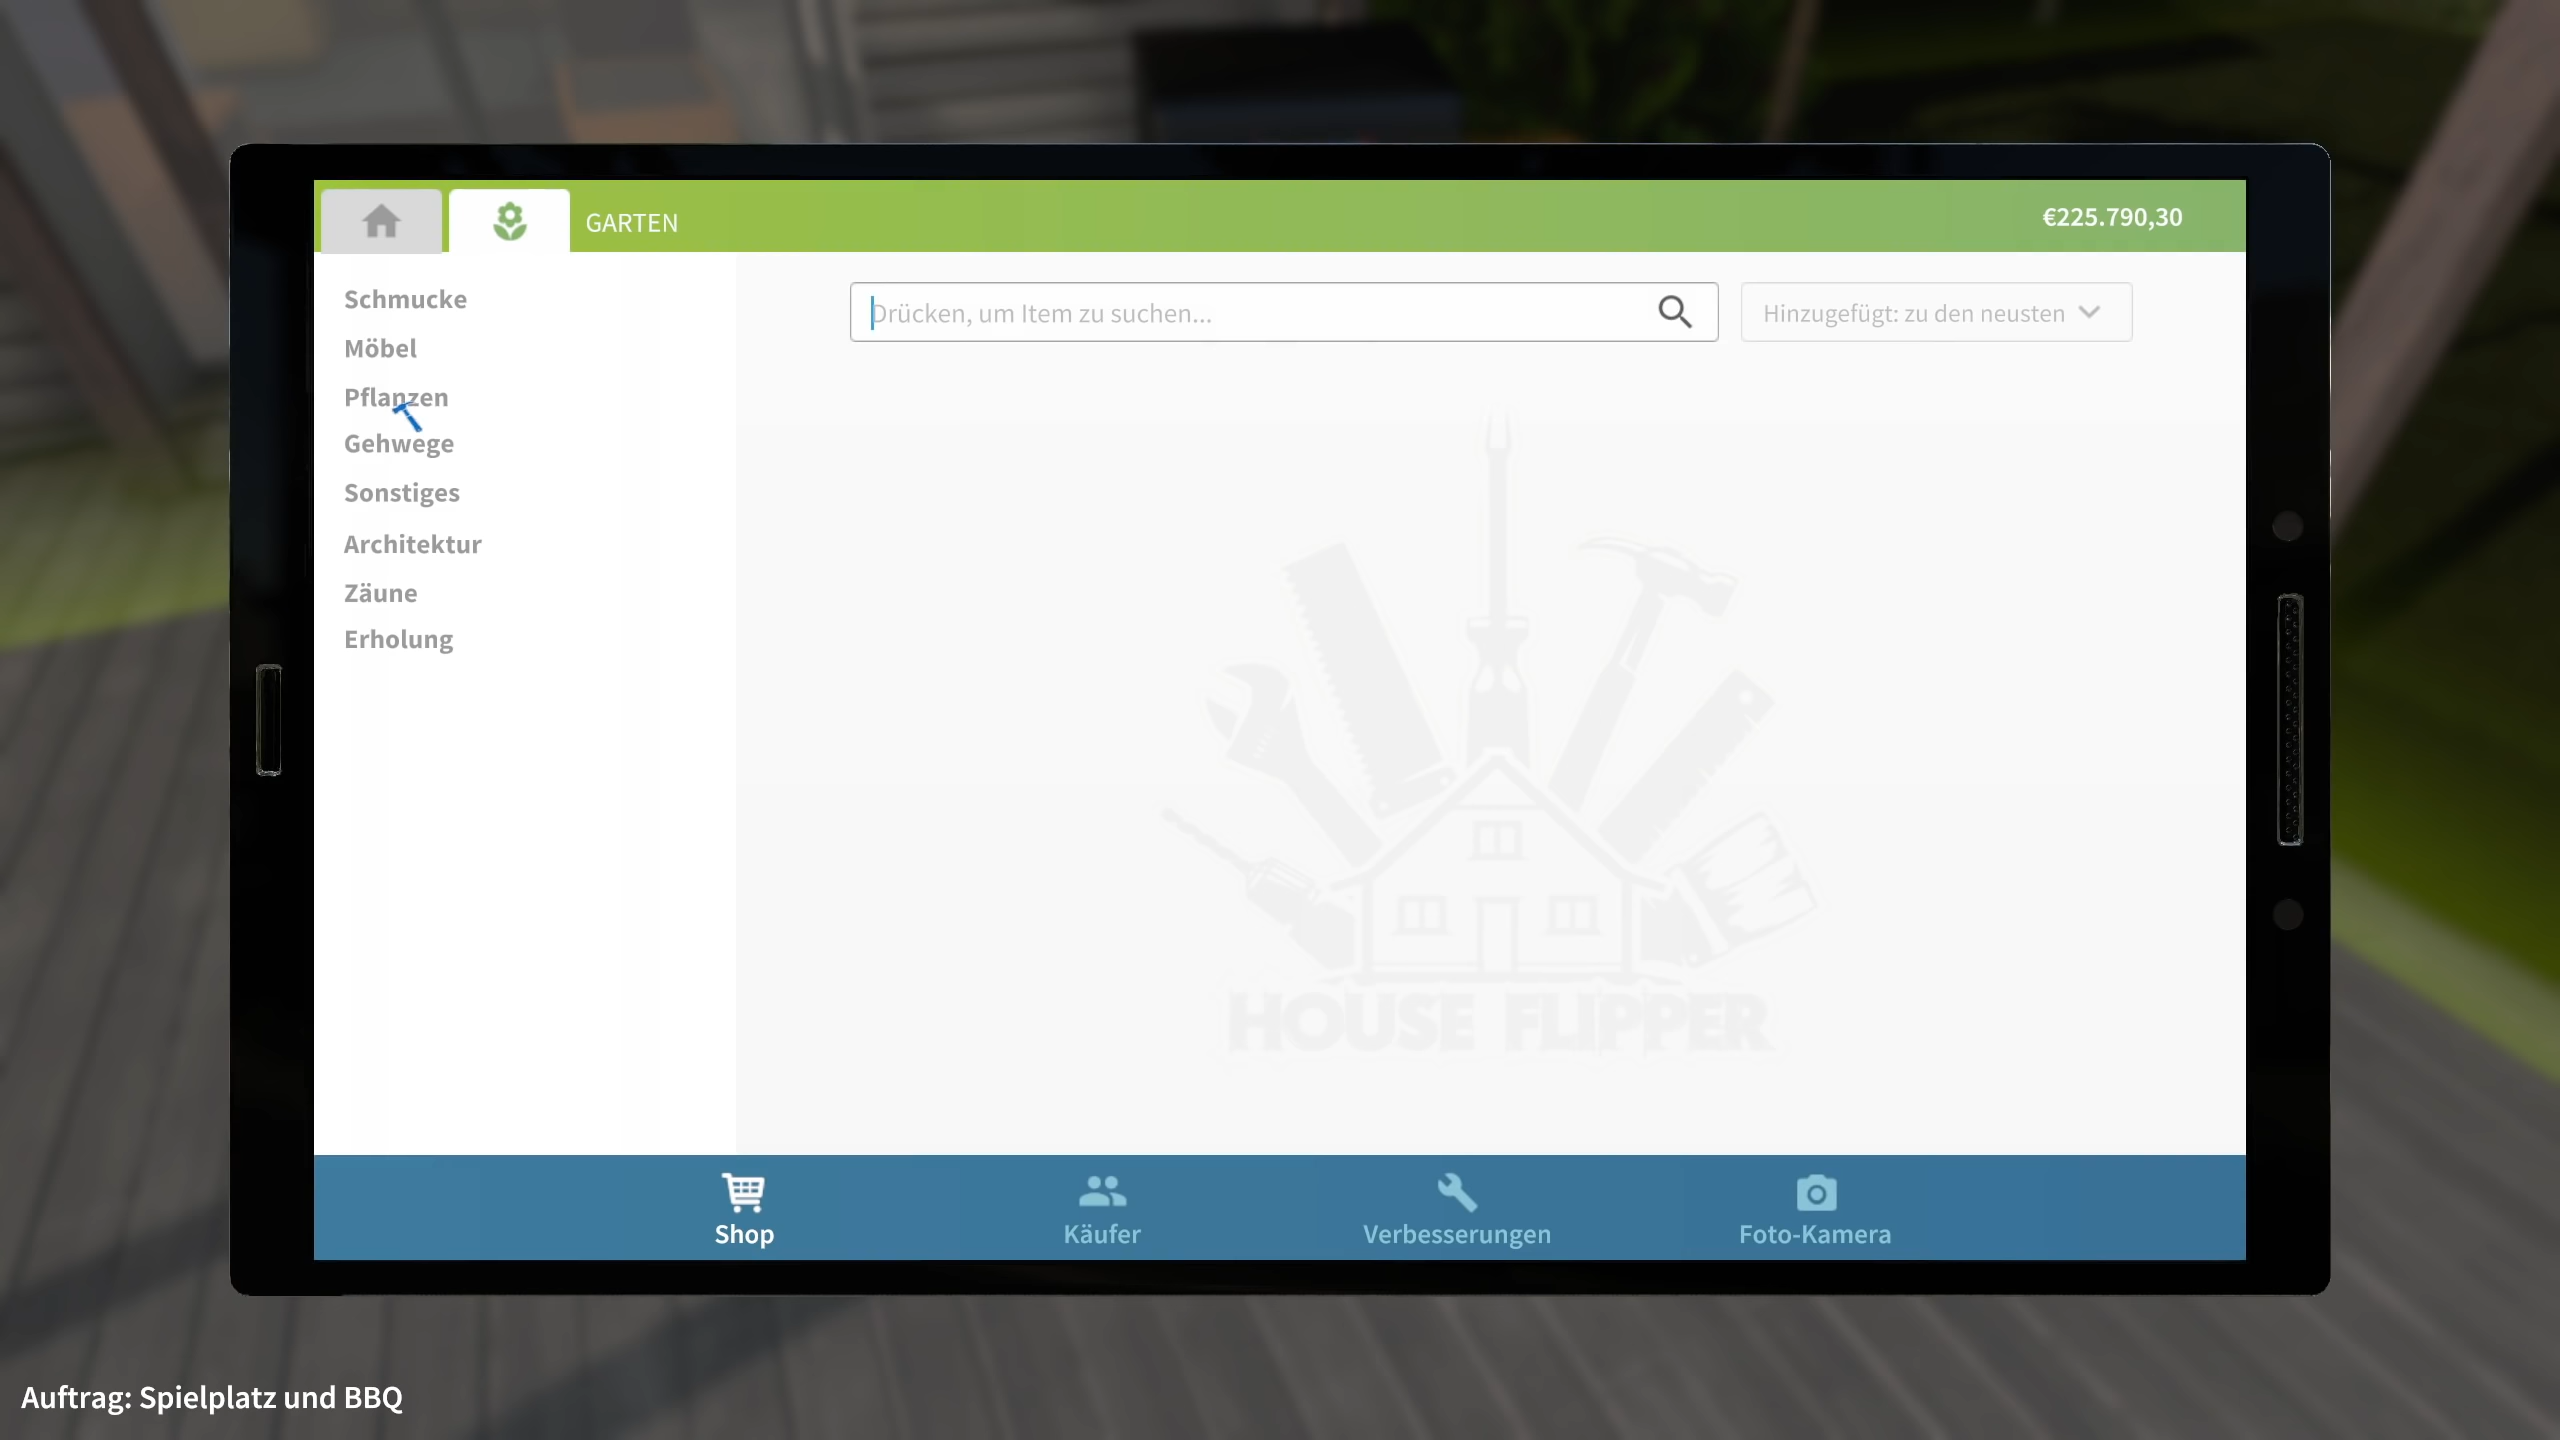 GARTEN
€225.790,30
Schmucke
Möbel
Pflanzen
Gehwege
Sonstiges
Architektur
Zäune
Erholung
Drücken, um Item zu suchen...
Hinzugefügt: zu den neusten
HOUSE FLIPPER
Shop
Käufer
Verbesserungen
Foto-Kamera
Auftrag: Spielplatz und BBQ